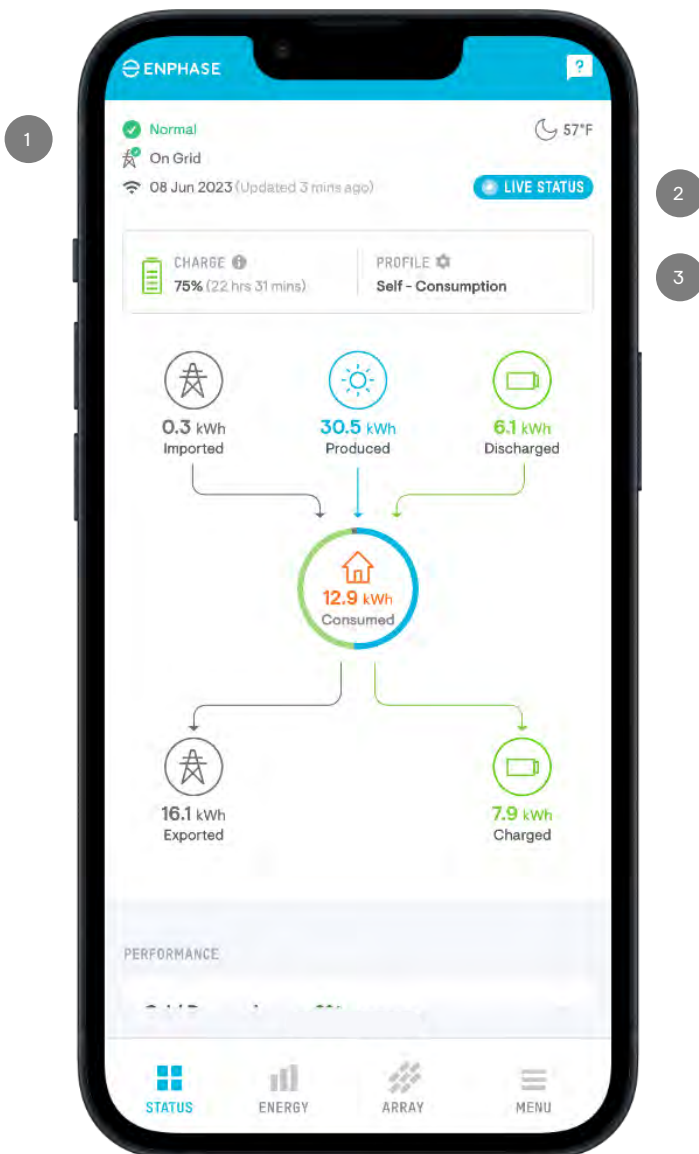 ENPHASE
?
1
Normal
57°F
On Grid
08 Jun 2023 (Updated 3 mins ago)
LIVE STATUS
2
CHARGE
75% (22 hrs 31 mins)
PROFILE
Self - Consumption
3
0.3 kWh
Imported
30.5 kWh
Produced
6.1 kWh
Discharged
12.9 kWh
Consumed
16.1 kWh
Exported
7.9 kWh
Charged
PERFORMANCE
STATUS
ENERGY
ARRAY
MENU